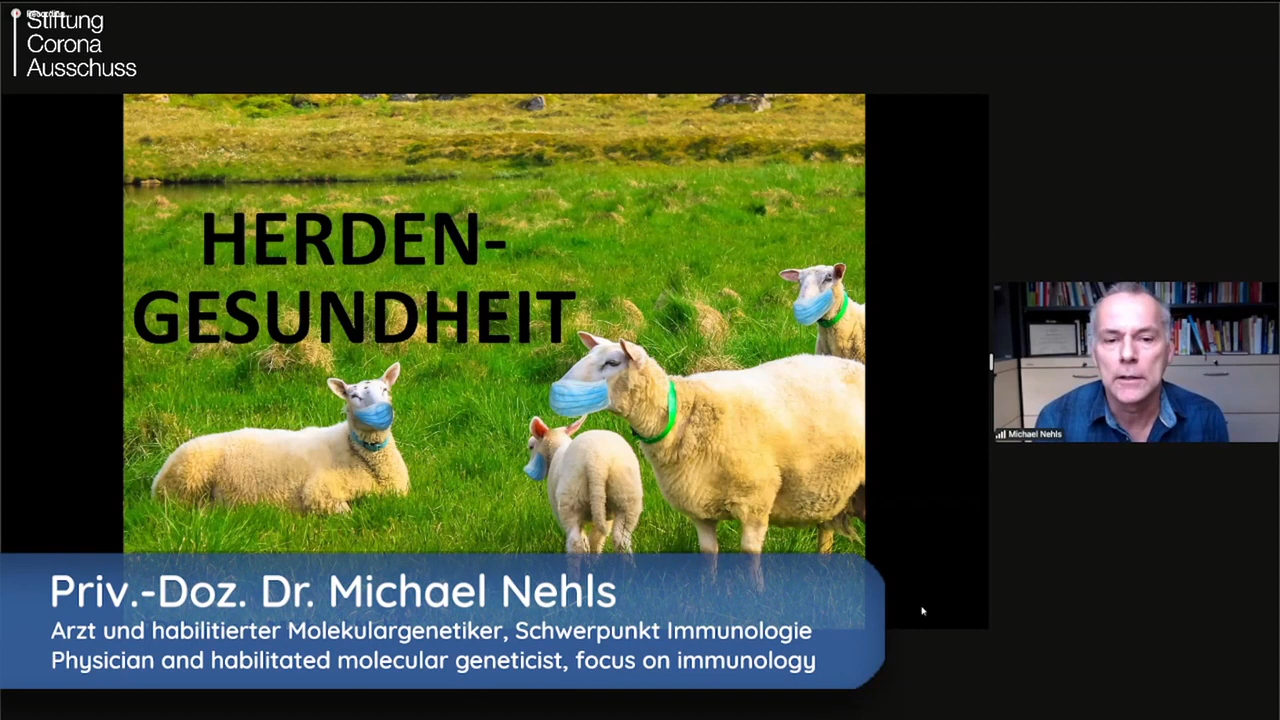 Stiftung
Corona
Ausschuss
HERDEN-
GESUNDHEIT
Michael Nehls
Priv.-Doz. Dr. Michael Nehls
Arzt und habilitierter Molekulargenetiker, Schwerpunkt Immunologie
Physician and habilitated molecular geneticist, focus on immunology